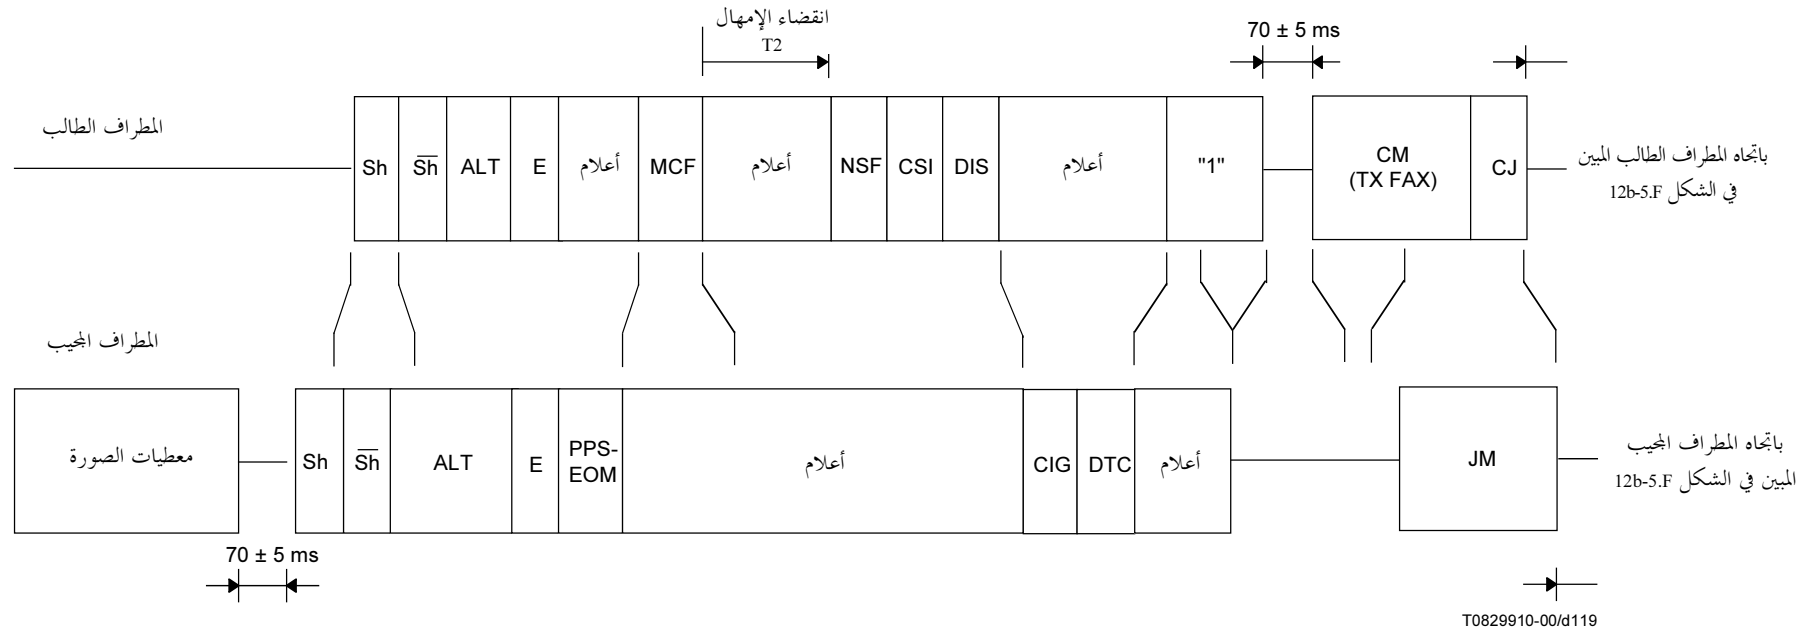 انقضاء الإمهال
T2
70 ± 5 ms
المطراف الطالب
Sh
S̅h̅
ALT
E
أعلام
MCF
أعلام
NSF
CSI
DIS
أعلام
"1"
CM
(TX FAX)
CJ
باتجاه المطراف الطالب المبين
في الشكل 12b-5.F
المطراف المجيب
معطيات الصورة
Sh
S̅h̅
ALT
E
PPS-
EOM
أعلام
CIG
DTC
أعلام
JM
باتجاه المطراف المجيب
المبين في الشكل 12b-5.F
70 ± 5 ms
T0829910-00/d119